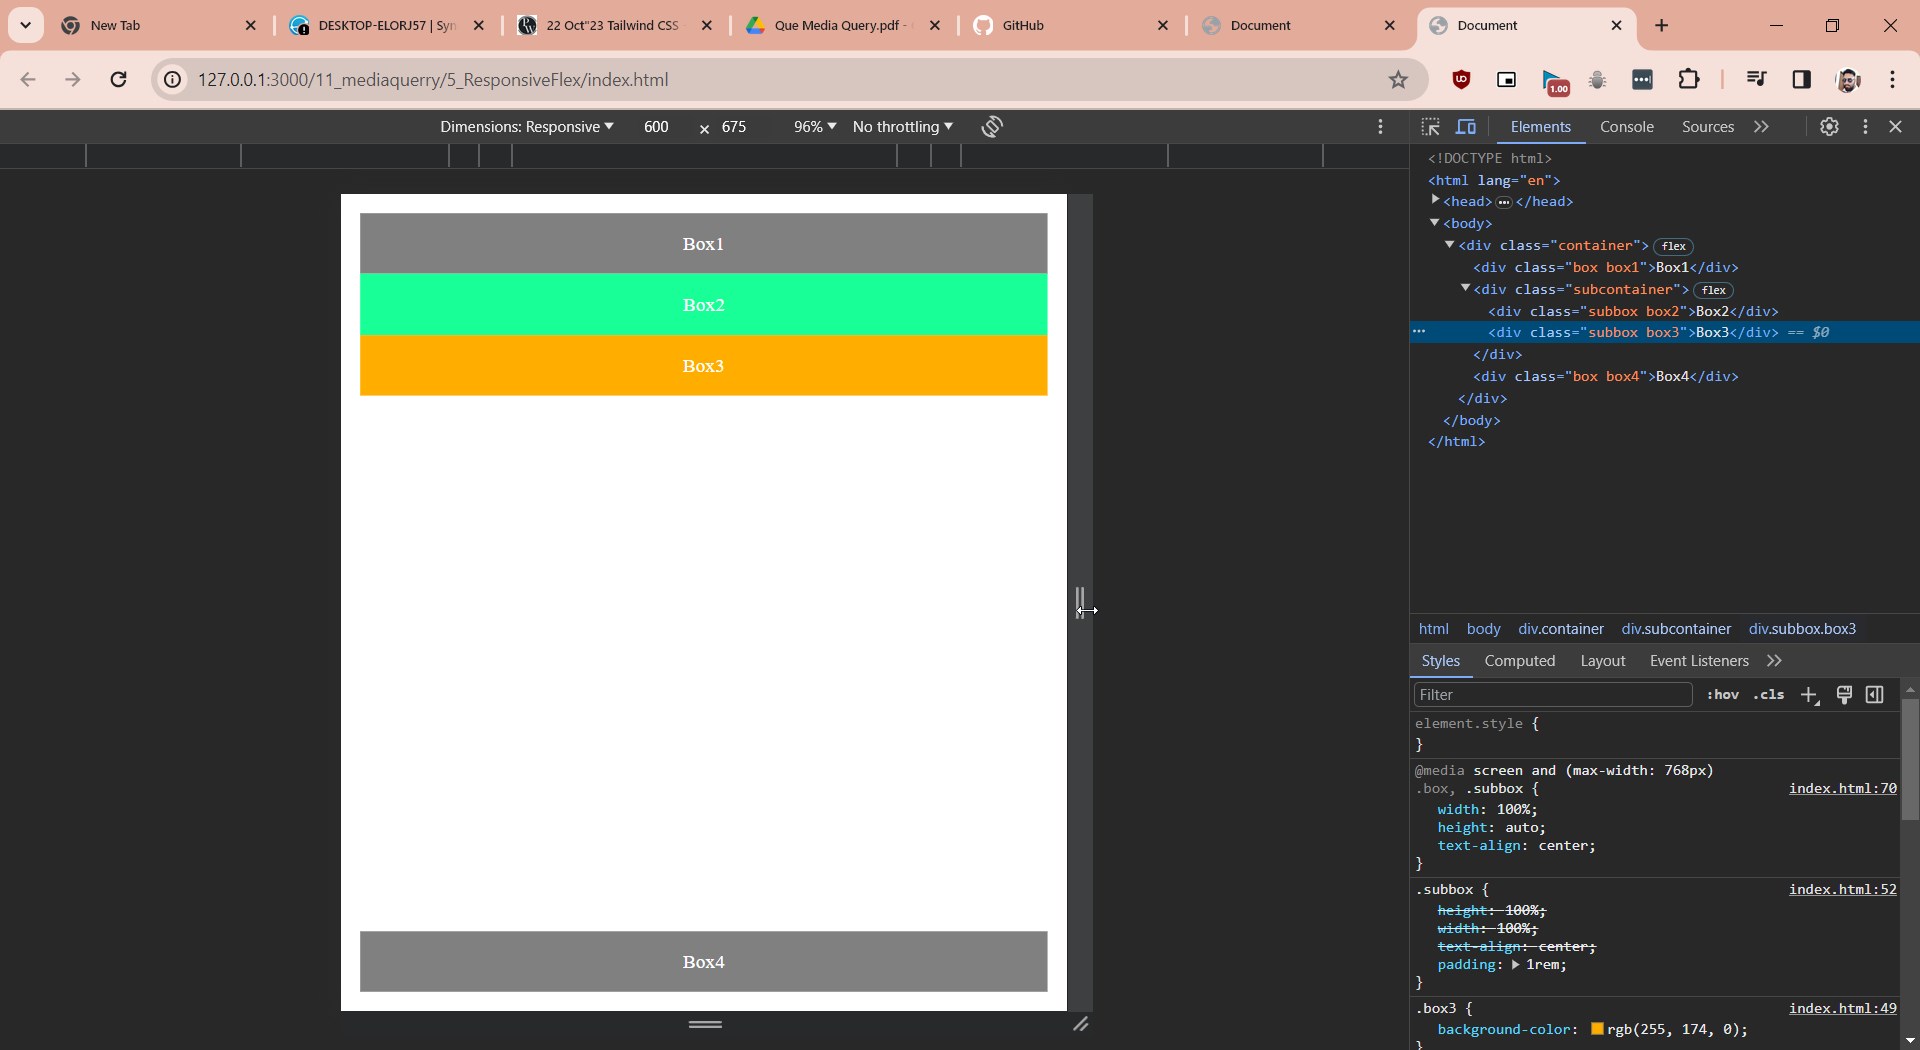 New Tab
DESKTOP-ELORJ57 | Syn
22 Oct"23 Tailwind CSS
Que Media Query.pdf -
GitHub
Document
Document
127.0.0.1:3000/11_mediaquerry/5_ResponsiveFlex/index.html
1.00
Dimensions: Responsive
600 × 675
96%
No throttling
Elements
Console
Sources
Box1
Box2
Box3
Box4
<!DOCTYPE html>
<html lang="en">
<head>…</head>
<body>
<div class="container"> flex
<div class="box box1">Box1</div>
<div class="subcontainer"> flex
<div class="subbox box2">Box2</div>
<div class="subbox box3">Box3</div> == $0
</div>
<div class="box box4">Box4</div>
</div>
</body>
</html>
html body div.container div.subcontainer div.subbox.box3
Styles Computed Layout Event Listeners
Filter :hov .cls
element.style {
}
@media screen and (max-width: 768px)
.box, .subbox { index.html:70
width: 100%;
height: auto;
text-align: center;
}
.subbox { index.html:52
height: 100%;
width: 100%;
text-align: center;
padding: 1rem;
}
.box3 { index.html:49
background-color: rgb(255, 174, 0);
}